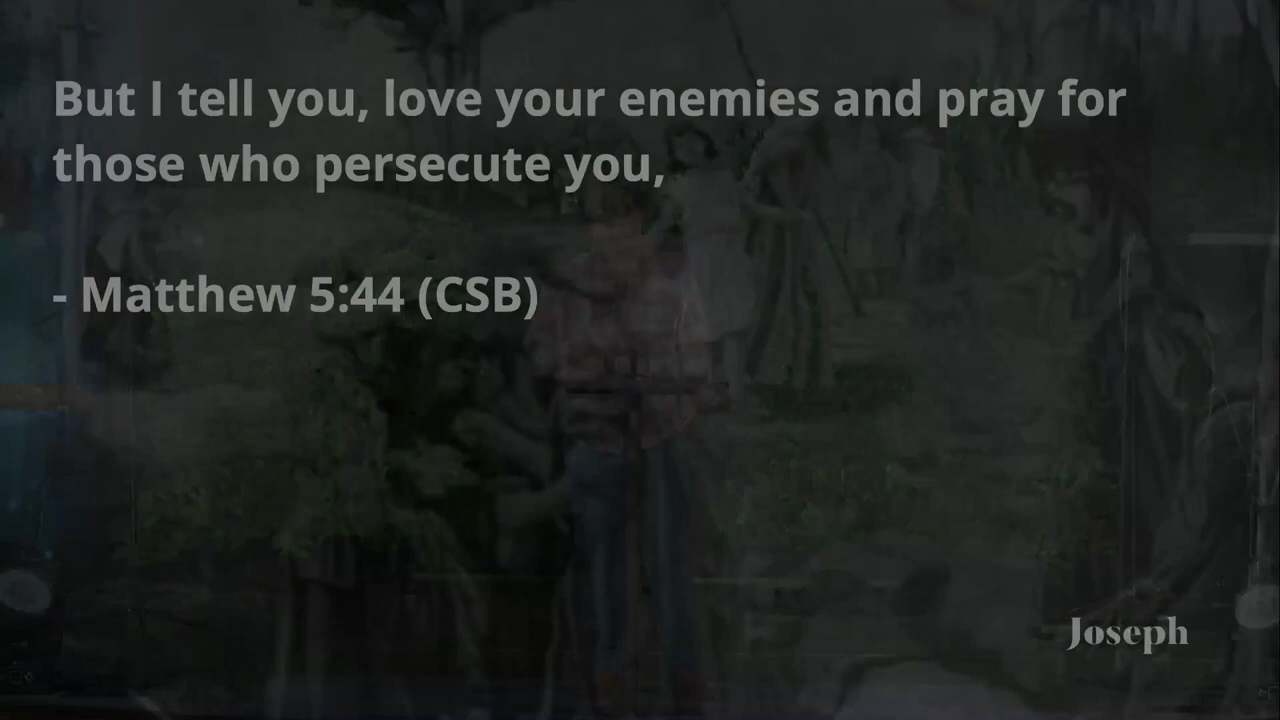 But I tell you, love your enemies and pray for
those who persecute you,
- Matthew 5:44 (CSB)
Joseph